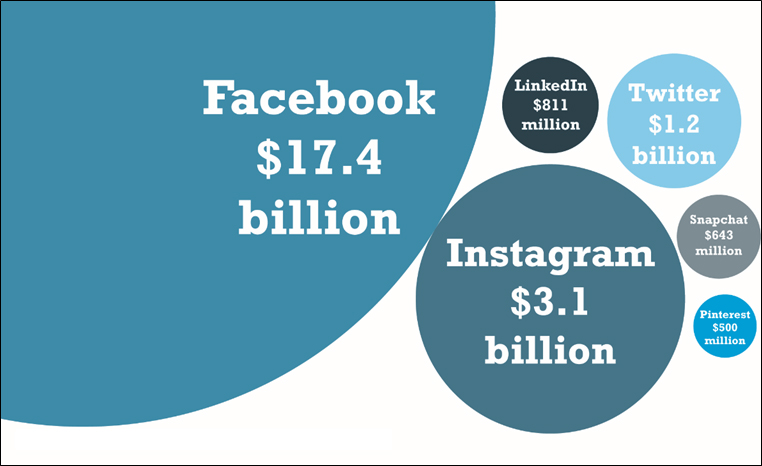 Facebook
$17.4
billion
LinkedIn
$811
million
Twitter
$1.2
billion
Instagram
$3.1
billion
Snapchat
$643
million
Pinterest
$500
million